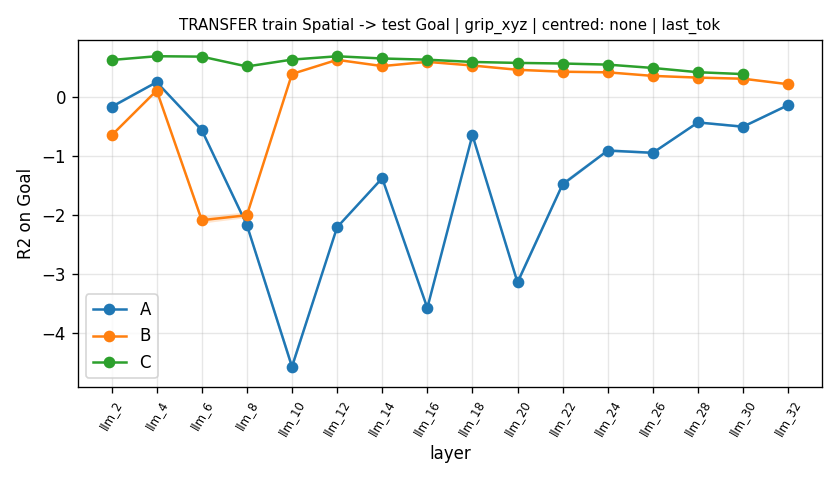 TRANSFER train Spatial -> test Goal | grip_xyz | centred: none | last_tok
R2 on Goal
0
−1
−2
−3
−4
A
B
C
llm_2
llm_4
llm_6
llm_8
llm_10
llm_12
llm_14
llm_16
llm_18
llm_20
llm_22
llm_24
llm_26
llm_28
llm_30
llm_32
layer